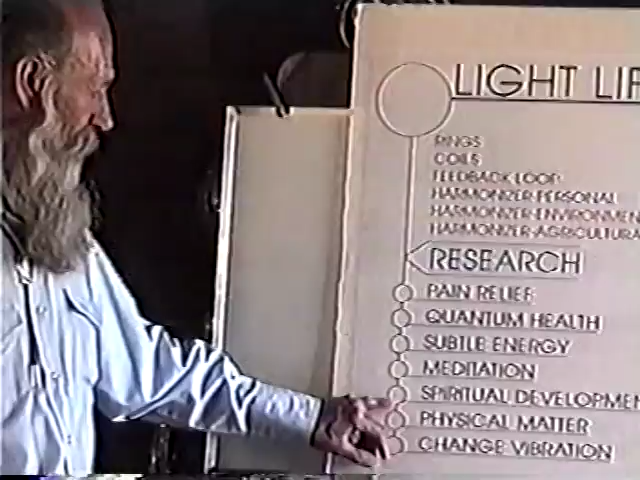 LIGHT LIF
RINGS
COILS
FEEDBACK LOOP
HARMONIZER-PERSONAL
HARMONIZER-ENVIRONMEN
HARMONIZER-AGRICULTURA
RESEARCH
PAIN RELIEF
QUANTUM HEALTH
SUBTLE ENERGY
MEDITATION
SPIRITUAL DEVELOPMEN
PHYSICAL MATTER
CHANGE VIBRATION